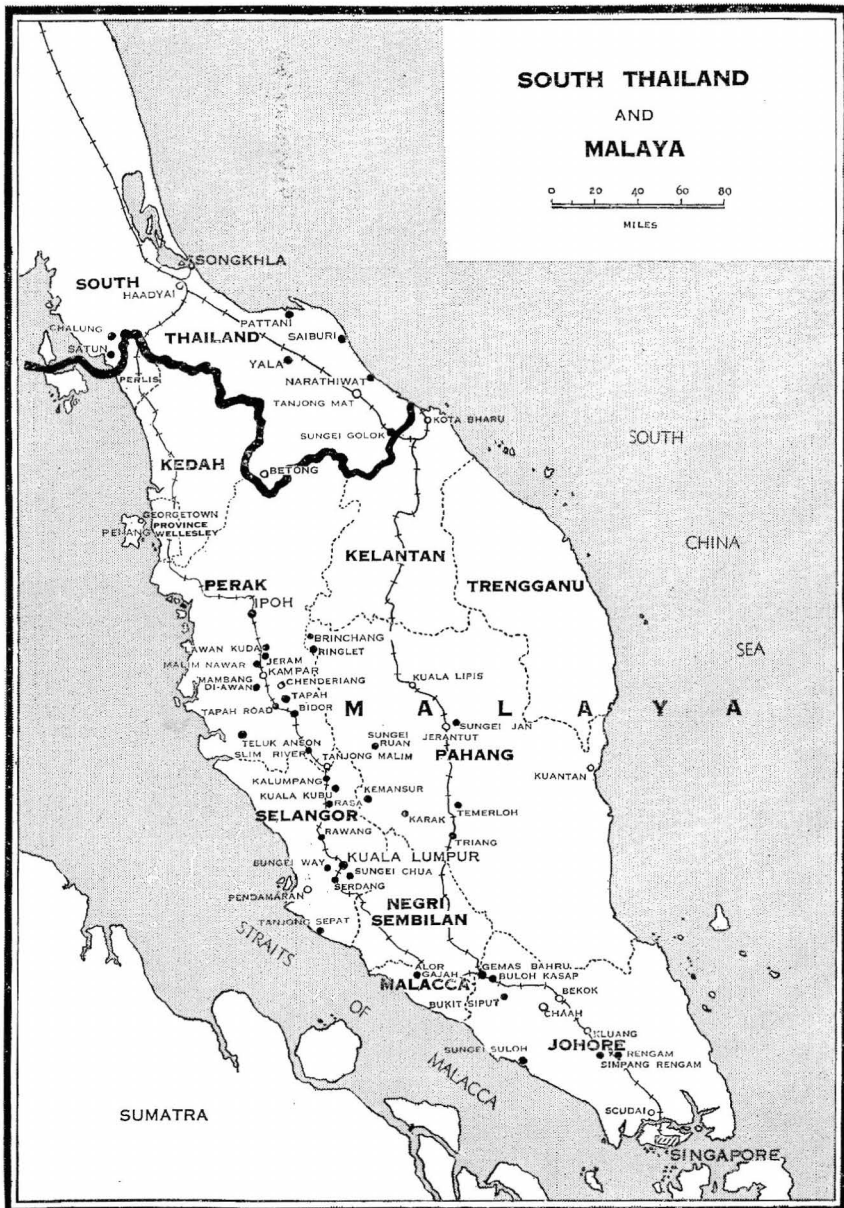 SOUTH THAILAND
AND
MALAYA
0 20 40 60 80
MILES
SONGKHLA
SOUTH
HAADYAI
THAILAND
PATTANI
CHALUNG
SAIBURI
SATUN
YALA
PERLIS
NARATHIWAT
TANJONG MAT
KOTA BHARU
SUNGEI GOLOK
SOUTH
KEDAH
BETONG
GEORGETOWN
PROVINCE
PENANG WELLESLEY
CHINA
KELANTAN
PERAK
TRENGGANU
IPOH
BRINCHANG
AWAN KUDA
RINGLET
SEA
JERAM
MALIM NAWAR
KAMPAR
MAMBANG
DI-AWAN
CHENDERIANG
KUALA LIPIS
TAPAH
TAPAH ROAD
BIDOR
MALAYA
SUNGEI JAN
SUNGEI
RUAN
JERANTUT
TELUK ANSON
SLIM RIVER
TANJONG MALIM
PAHANG
KUANTAN
KALUMPANG
KUALA KUBU
KEMANSUR
RASA
TEMERLOH
SELANGOR
KARAK
RAWANG
TRIANG
KUALA LUMPUR
BUNGEI WAY
SUNGEI CHUA
SERDANG
PENDAMARAN
NEGRI
SEMBILAN
TANJONG SEPAT
STRAITS
ALOR
GAJAH
GEMAS BAHRU
BULOH KASAP
MALACCA
BEKOK
BUKIT SIPUT
CHAAH
OF
KLUANG
SUNGEI SULOH
JOHORE
RENGAM
SIMPANG RENGAM
MALACCA
SUMATRA
SCUDAI
SINGAPORE